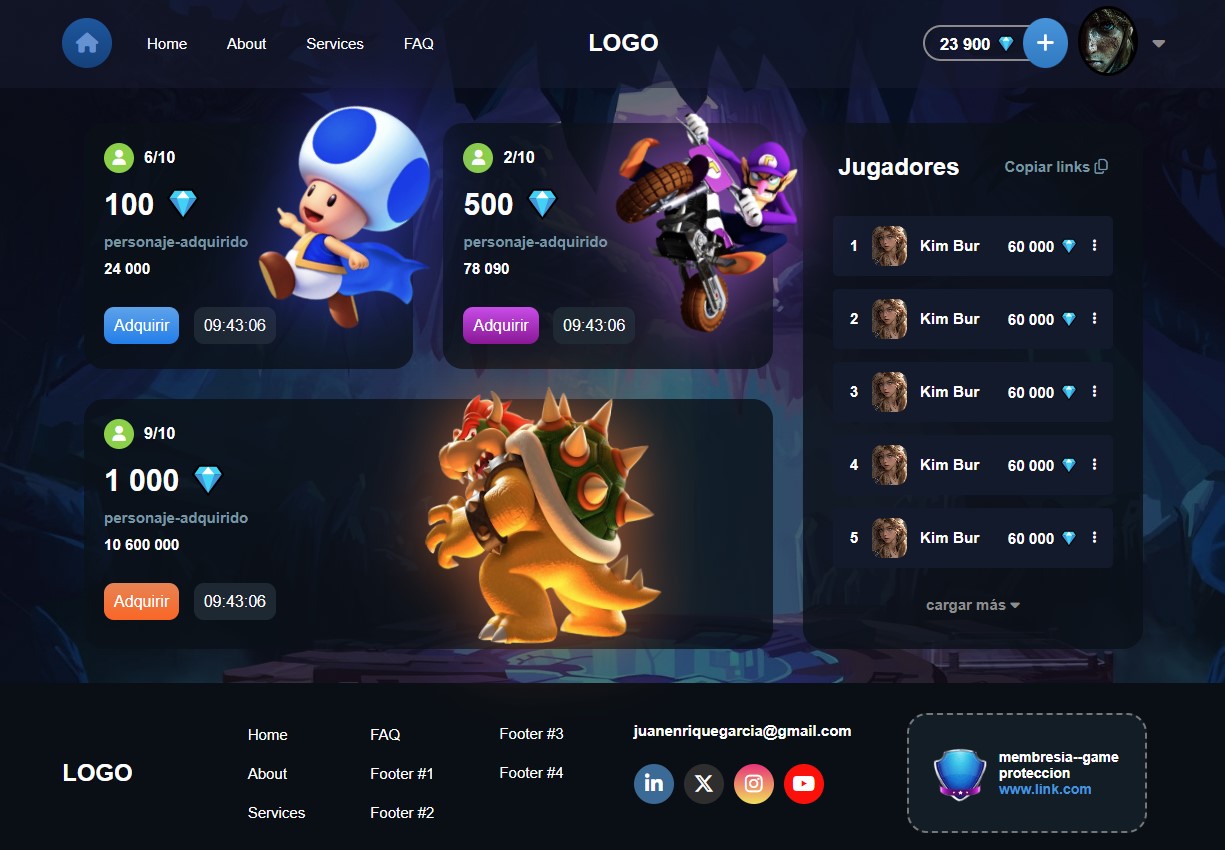 Home About Services FAQ LOGO 23 900
6/10
100
personaje-adquirido
24 000
Adquirir 09:43:06
2/10
500
personaje-adquirido
78 090
Adquirir 09:43:06
9/10
1 000
personaje-adquirido
10 600 000
Adquirir 09:43:06
Jugadores Copiar links
1 Kim Bur 60 000
2 Kim Bur 60 000
3 Kim Bur 60 000
4 Kim Bur 60 000
5 Kim Bur 60 000
cargar más
LOGO
Home
About
Services
FAQ
Footer #1
Footer #2
Footer #3
Footer #4
juanenriquegarcia@gmail.com
membresia--game
proteccion
www.link.com